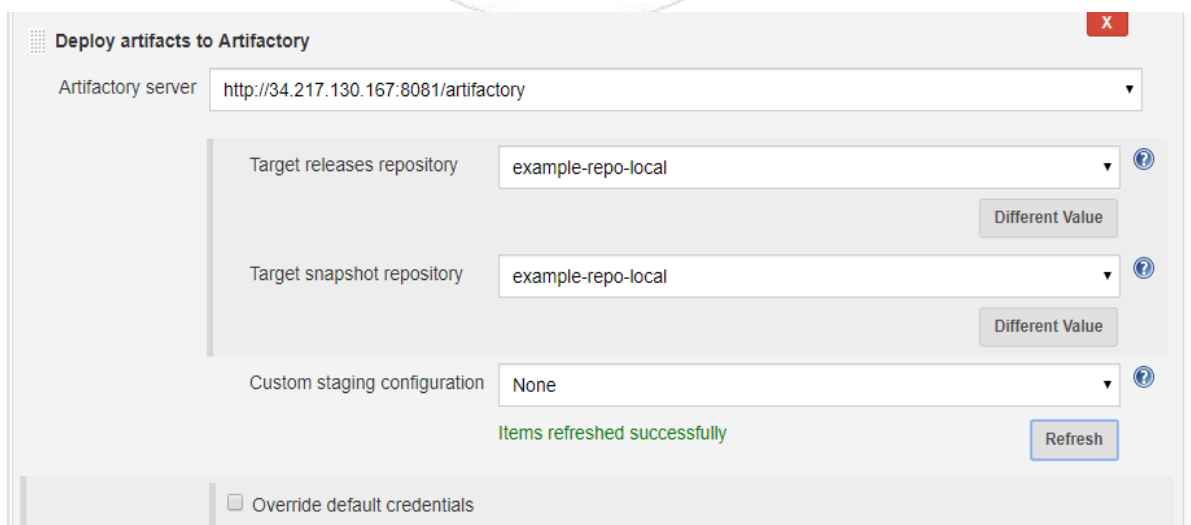 X
Deploy artifacts to Artifactory
Artifactory server http://34.217.130.167:8081/artifactory
Target releases repository example-repo-local
Different Value
Target snapshot repository example-repo-local
Different Value
Custom staging configuration None
Items refreshed successfully Refresh
Override default credentials